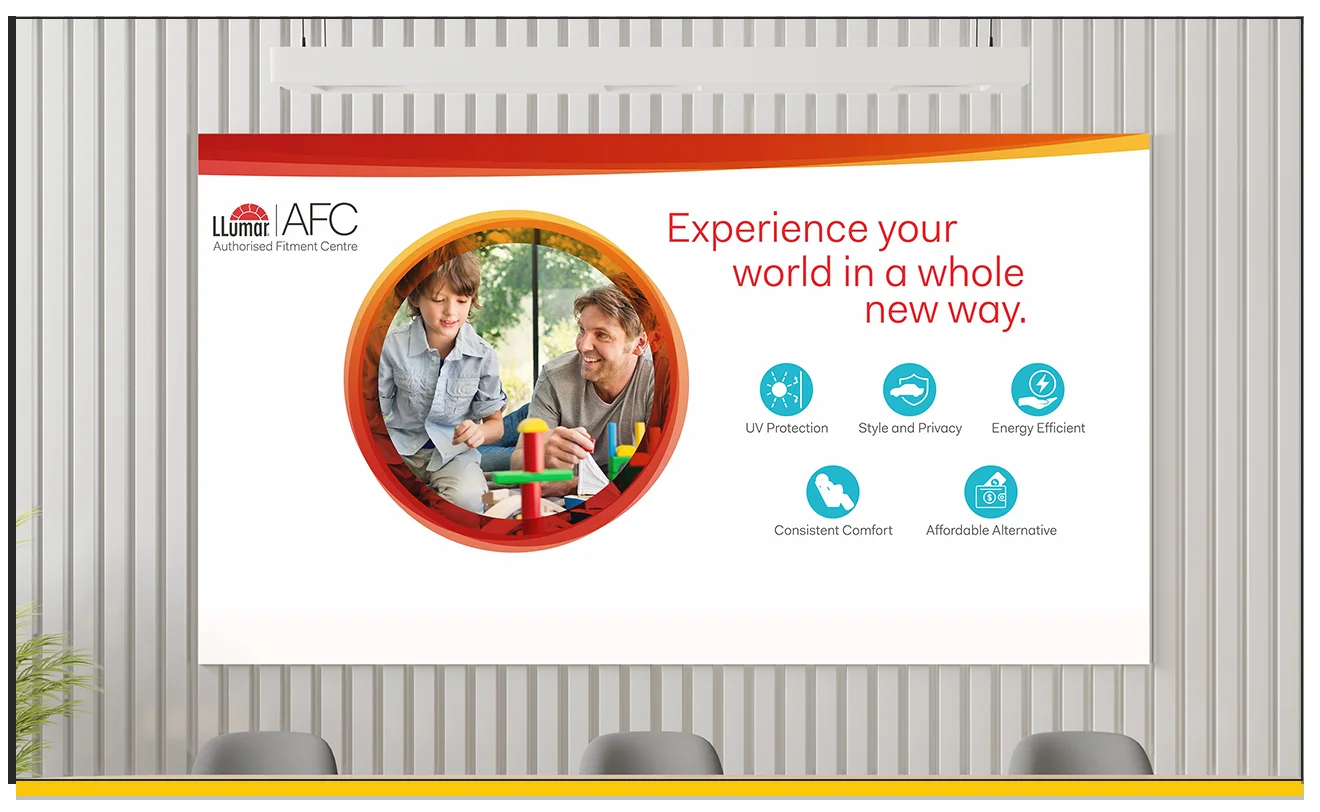 LLumar AFC
Authorised Fitment Centre
Experience your
world in a whole
new way.
UV Protection
Style and Privacy
Energy Efficient
Consistent Comfort
Affordable Alternative